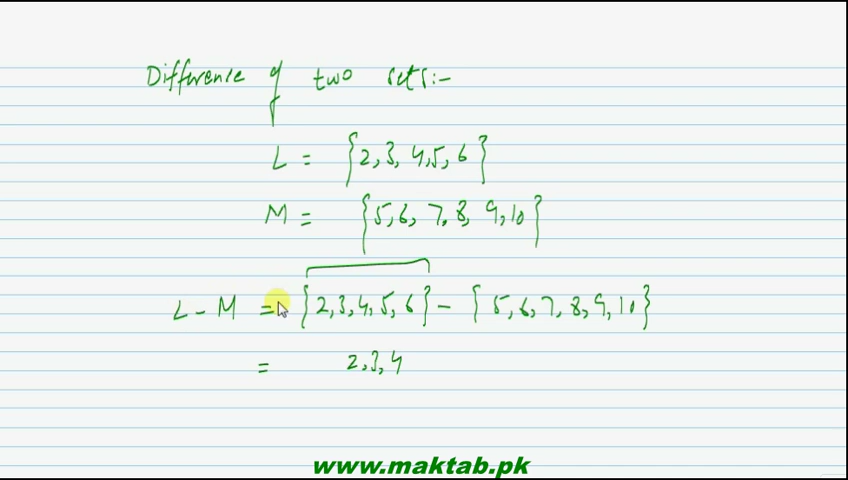 Difference of two sets:-
L = {2,3,4,5,6}
M = {5,6,7,8,9,10}
L - M = {2,3,4,5,6} - {5,6,7,8,9,10}
= 2,3,4
www.maktab.pk